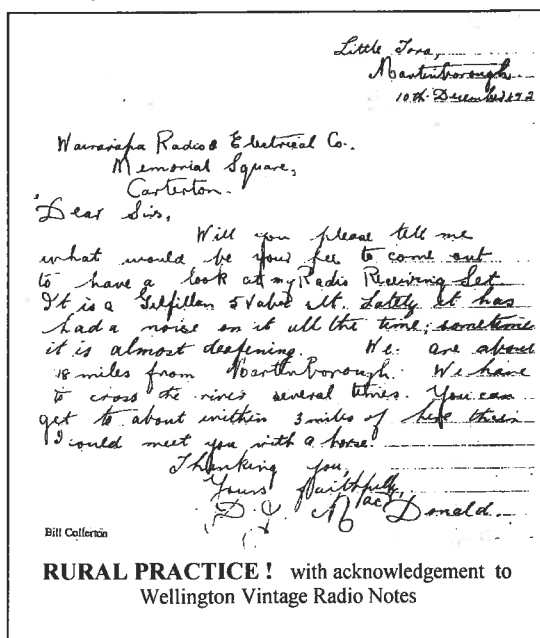 Little Tora,
Martinborough
10th December 192
Wairarapa Radio & Electrical Co.,
Memorial Square,
Carterton.
Dear Sirs,
Will you please tell me
what would be your fee to come out
to have a look at my Radio Receiving Set.
It is a Gilfillan 5 Valve Lately it has
had a noise on it all the time; sometime
it is almost deafening. We are about
18 miles from Martinborough. We have
to cross the river several times. You can
get to about within 3 miles of here then
I could meet you with a horse.
Thanking you,
Yours Faithfully,
D. MacDonald.
Bill Collerton
RURAL PRACTICE ! with acknowledgement to
Wellington Vintage Radio Notes